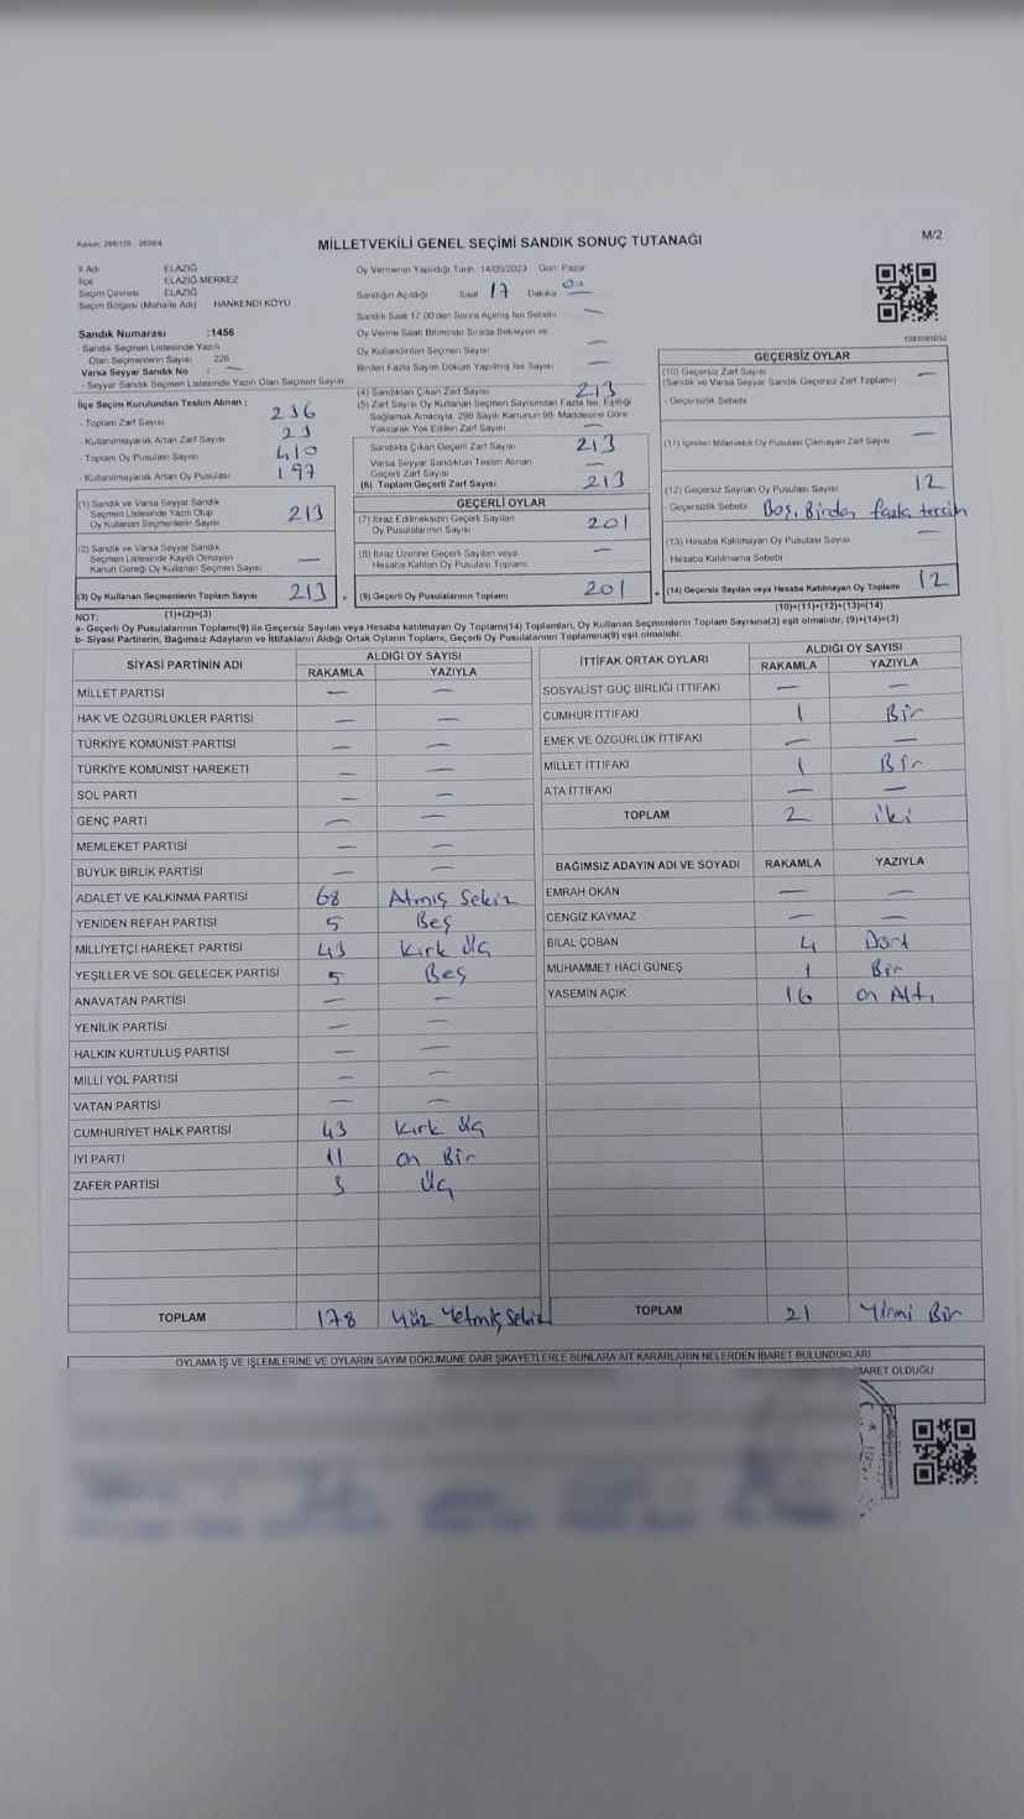 MİLLETVEKİLİ GENEL SEÇİMİ SANDIK SONUÇ TUTANAĞI
M/2
İl Adı ELAZIĞ
İlçe ELAZIĞ MERKEZ
Seçim Çevresi ELAZIĞ
Seçim Bölgesi (Mahalle Adı) HANKENDİ KÖYÜ
Sandık Numarası :1456
- Sandık Seçmen Listesinde Yazılı
Olan Seçmenlerin Sayısı 226
Varsa Seyyar Sandık No : —
- Seyyar Sandık Seçmen Listesinde Yazılı Olan Seçmen Sayısı
İlçe Seçim Kurulundan Teslim Alınan :
- Toplam Zarf Sayısı 236
- Kullanılmayarak Artan Zarf Sayısı 23
- Toplam Oy Pusulası Sayısı 410
- Kullanılmayarak Artan Oy Pusulası 197
(1) Sandık ve Varsa Seyyar Sandık
Seçmen Listesinde Yazılı Olup
Oy Kullanan Seçmenlerin Sayısı 213
(2) Sandık ve Varsa Seyyar Sandık
Seçmen Listesinde Kayıtlı Olmayan
Kanun Gereği Oy Kullanan Seçmen Sayısı —
(3) Oy Kullanan Seçmenlerin Toplam Sayısı 213
(1)+(2)=(3)
Oy Vermenin Yapıldığı Tarih: 14/05/2023 Gün: Pazar
Sandığın Açıldığı Saat 17 Dakika 00
Sandık Saat 17:00'den Sonra Açılmış İse Sebebi —
Oy Verme Saati Bitiminde Sırada Bekleyen ve
Oy Kullandırılan Seçmen Sayısı —
Birden Fazla Sayım Döküm Yapılmış İse Sayısı —
(4) Sandıktan Çıkan Zarf Sayısı 213
(5) Zarf Sayısı Oy Kullanan Seçmen Sayısından Fazla İse, Eşitliği
Sağlamak Amacıyla, 298 Sayılı Kanunun 98. Maddesine Göre
Yakılarak Yok Edilen Zarf Sayısı —
Sandıkta Çıkan Geçerli Zarf Sayısı 213
Varsa Seyyar Sandıktan Teslim Alınan
Geçerli Zarf Sayısı —
(6) Toplam Geçerli Zarf Sayısı 213
GEÇERLİ OYLAR
(7) İtiraz Edilmeksizin Geçerli Sayılan
Oy Pusulalarının Sayısı 201
(8) İtiraz Üzerine Geçerli Sayılan veya
Hesaba Katılan Oy Pusulası Toplamı —
(9) Geçerli Oy Pusulalarının Toplamı 201
GEÇERSİZ OYLAR
(10) Geçersiz Zarf Sayısı
(Sandık ve Varsa Seyyar Sandık Geçersiz Zarf Toplamı) —
- Geçersizlik Sebebi
(11) İçinden Milletvekili Oy Pusulası Çıkmayan Zarf Sayısı —
(12) Geçersiz Sayılan Oy Pusulası Sayısı 12
- Geçersizlik Sebebi Boş, Birden fazla tercih
(13) Hesaba Katılmayan Oy Pusulası Sayısı —
- Hesaba Katılmama Sebebi
(14) Geçersiz Sayılan veya Hesaba Katılmayan Oy Toplamı 12
(10)+(11)+(12)+(13)=(14)
NOT:
a- Geçerli Oy Pusulalarının Toplamı(9) ile Geçersiz Sayılan veya Hesaba katılmayan Oy Toplamı(14) Toplamları, Oy Kullanan Seçmenlerin Toplam Sayısına(3) eşit olmalıdır. (9)+(14)=(3)
b- Siyasi Partilerin, Bağımsız Adayların ve İttifakların Aldığı Ortak Oyların Toplamı, Geçerli Oy Pusulalarının Toplamına(9) eşit olmalıdır.
SİYASİ PARTİNİN ADI ALDIĞI OY SAYISI
RAKAMLA YAZIYLA
MİLLET PARTİSİ — —
HAK VE ÖZGÜRLÜKLER PARTİSİ — —
TÜRKİYE KOMÜNİST PARTİSİ — —
TÜRKİYE KOMÜNİST HAREKETİ — —
SOL PARTİ — —
GENÇ PARTİ — —
MEMLEKET PARTİSİ — —
BÜYÜK BİRLİK PARTİSİ — —
ADALET VE KALKINMA PARTİSİ 68 Atmış Sekiz
YENİDEN REFAH PARTİSİ 5 Beş
MİLLİYETÇİ HAREKET PARTİSİ 43 Kırk Üç
YEŞİLLER VE SOL GELECEK PARTİSİ 5 Beş
ANAVATAN PARTİSİ — —
YENİLİK PARTİSİ — —
HALKIN KURTULUŞ PARTİSİ — —
MİLLİ YOL PARTİSİ — —
VATAN PARTİSİ — —
CUMHURİYET HALK PARTİSİ 43 Kırk Üç
İYİ PARTİ 11 on Bir
ZAFER PARTİSİ 3 Üç
TOPLAM 178 Yüz Yetmiş Sekiz
İTTİFAK ORTAK OYLARI ALDIĞI OY SAYISI
RAKAMLA YAZIYLA
SOSYALİST GÜÇ BİRLİĞİ İTTİFAKI — —
CUMHUR İTTİFAKI 1 Bir
EMEK VE ÖZGÜRLÜK İTTİFAKI — —
MİLLET İTTİFAKI 1 Bir
ATA İTTİFAKI — —
TOPLAM 2 iki
BAĞIMSIZ ADAYIN ADI VE SOYADI RAKAMLA YAZIYLA
EMRAH OKAN — —
CENGİZ KAYMAZ — —
BİLAL ÇOBAN 4 Dört
MUHAMMET HACI GÜNEŞ 1 Bir
YASEMİN AÇIK 16 on Altı
TOPLAM 21 Yirmi Bir
OYLAMA İŞ VE İŞLEMLERİNE VE OYLARIN SAYIM DÖKÜMÜNE DAİR ŞİKAYETLERLE BUNLARA AİT KARARLARIN NELERDEN İBARET BULUNDUKLARI
BARET OLDUĞU